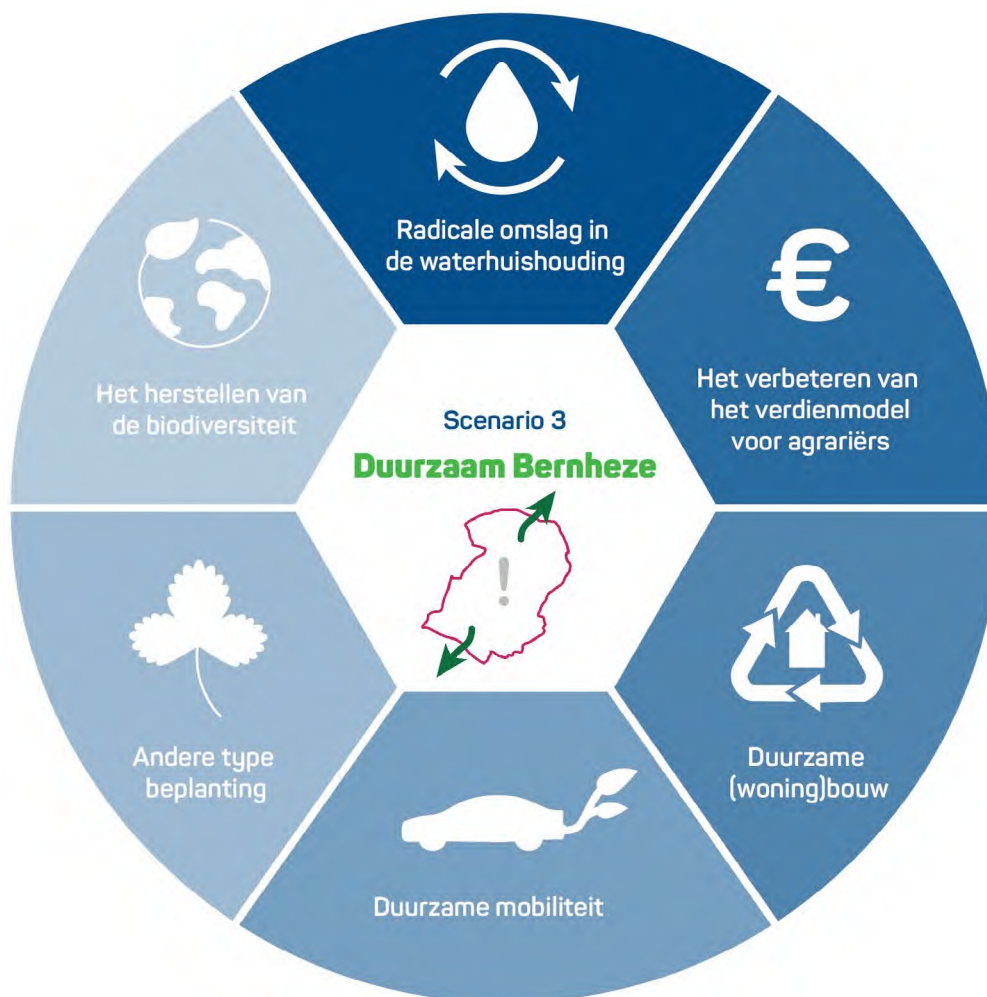 Radicale omslag in
de waterhuishouding
€
Het verbeteren van
het verdienmodel
voor agrariërs
Duurzame
(woning)bouw
Duurzame mobiliteit
Andere type
beplanting
Het herstellen van
de biodiversiteit
Scenario 3
Duurzaam Bernheze
!